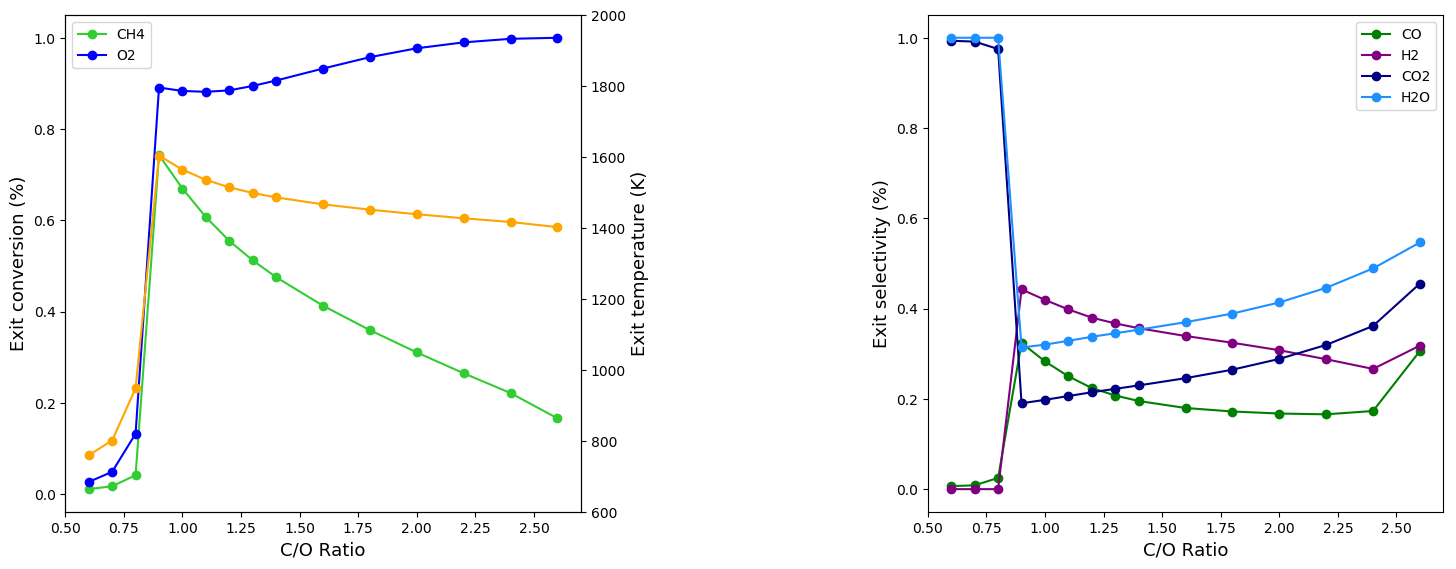 CH4
O2
Exit conversion (%)
1.0
0.8
0.6
0.4
0.2
0.0
0.50 0.75 1.00 1.25 1.50 1.75 2.00 2.25 2.50
C/O Ratio
2000
1800
1600
1400
1200
1000
800
600
Exit temperature (K)
CO
H2
CO2
H2O
Exit selectivity (%)
1.0
0.8
0.6
0.4
0.2
0.0
0.50 0.75 1.00 1.25 1.50 1.75 2.00 2.25 2.50
C/O Ratio